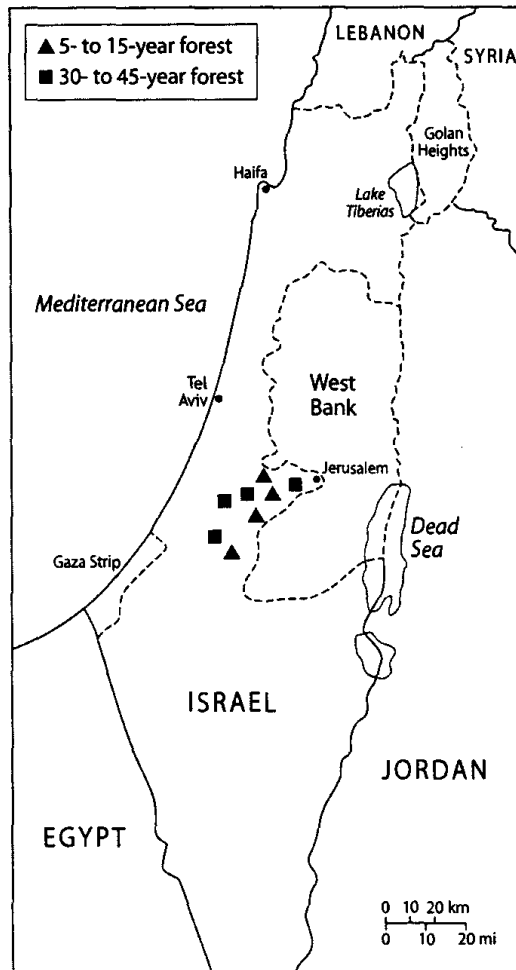 ▲ 5- to 15-year forest
■ 30- to 45-year forest
LEBANON
SYRIA
Golan
Heights
Haifa
Lake
Tiberias
Mediterranean Sea
Tel
Aviv
West
Bank
Jerusalem
Dead
Sea
Gaza Strip
ISRAEL
JORDAN
EGYPT
0 10 20 km
0 10 20 mi